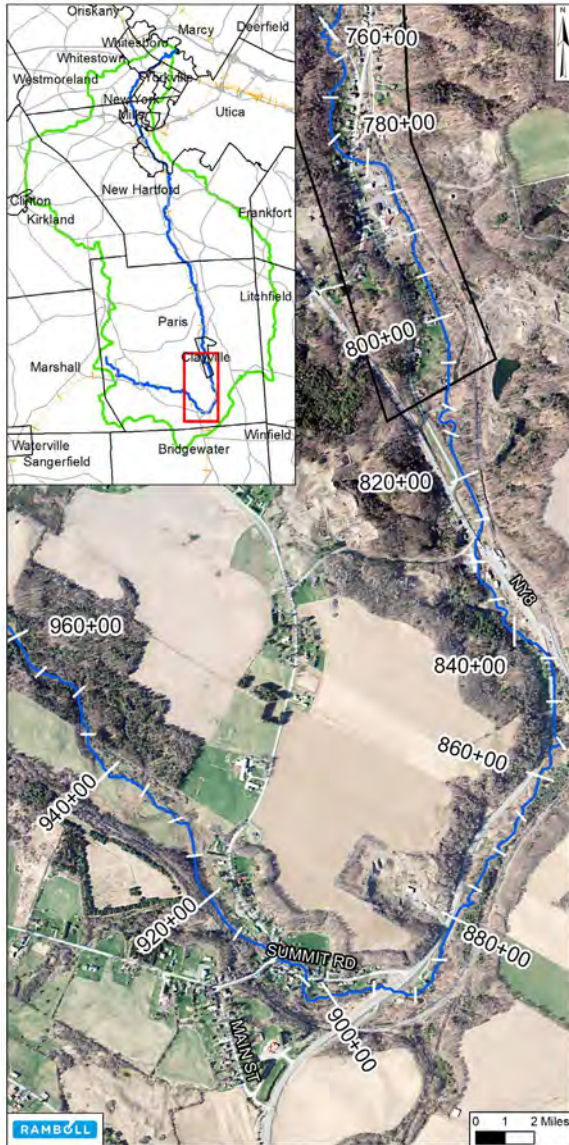 Oriskany
Marcy
Deerfield
Whitesboro
Whitestown
Westmoreland
Yorkville
New York
Mills
Utica
New Hartford
Clinton
Kirkland
Frankfort
Litchfield
Paris
Clayville
Marshall
Winfield
Waterville
Bridgewater
Sangerfield
N
760+00
780+00
800+00
820+00
NY8
840+00
860+00
880+00
900+00
920+00
940+00
960+00
SUMMIT RD
MAIN ST
RAMBOLL
0 1 2 Miles